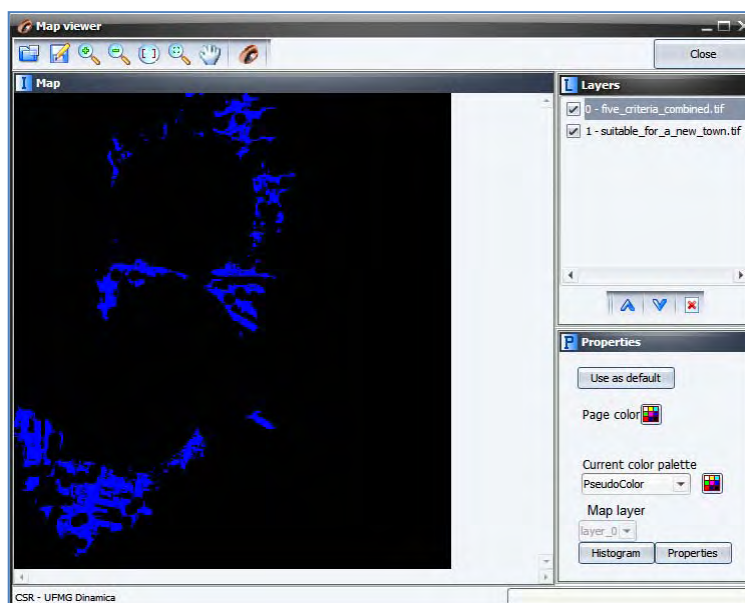 Map viewer
Close
I Map
L Layers
0 - five_criteria_combined.tif
1 - suitable_for_a_new_town.tif
P Properties
Use as default
Page color
Current color palette
PseudoColor
Map layer
layer_0
Histogram
Properties
CSR - UFMG Dinamica